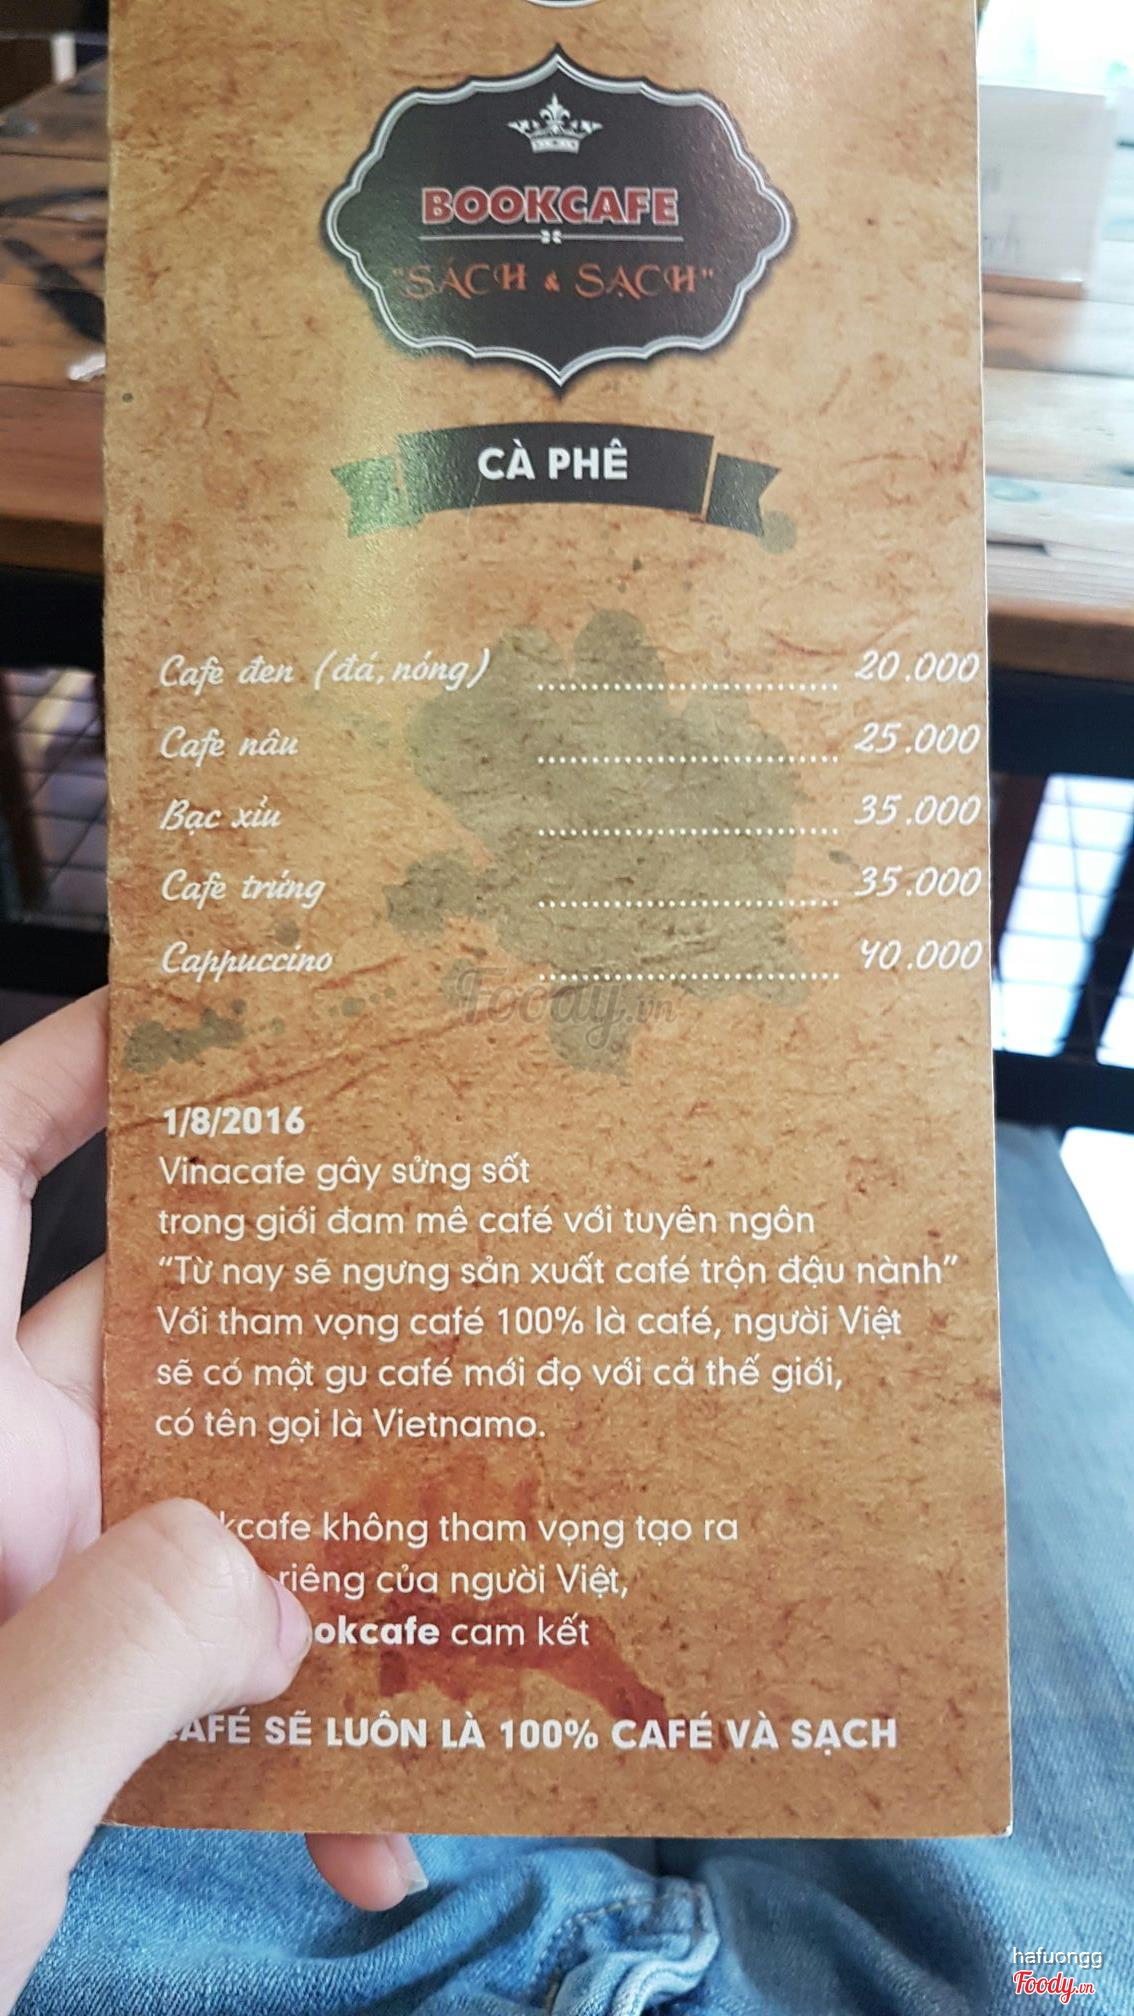 BOOKCAFE
"SÁCH & SẠCH"
CÀ PHÊ
Cafe đen (đá, nóng) 20.000
Cafe nâu 25.000
Bạc xỉu 35.000
Cafe trứng 35.000
Cappuccino 40.000
Foody.vn
1/8/2016
Vinacafe gây sửng sốt
trong giới đam mê café với tuyên ngôn
“Từ nay sẽ ngưng sản xuất café trộn đậu nành”
Với tham vọng café 100% là café, người Việt
sẽ có một gu café mới đọ với cả thế giới,
có tên gọi là Vietnamo.
kcafe không tham vọng tạo ra
riêng của người Việt,
okcafe cam kết
CAFÉ SẼ LUÔN LÀ 100% CAFÉ VÀ SẠCH
hafuongg
Foody.vn